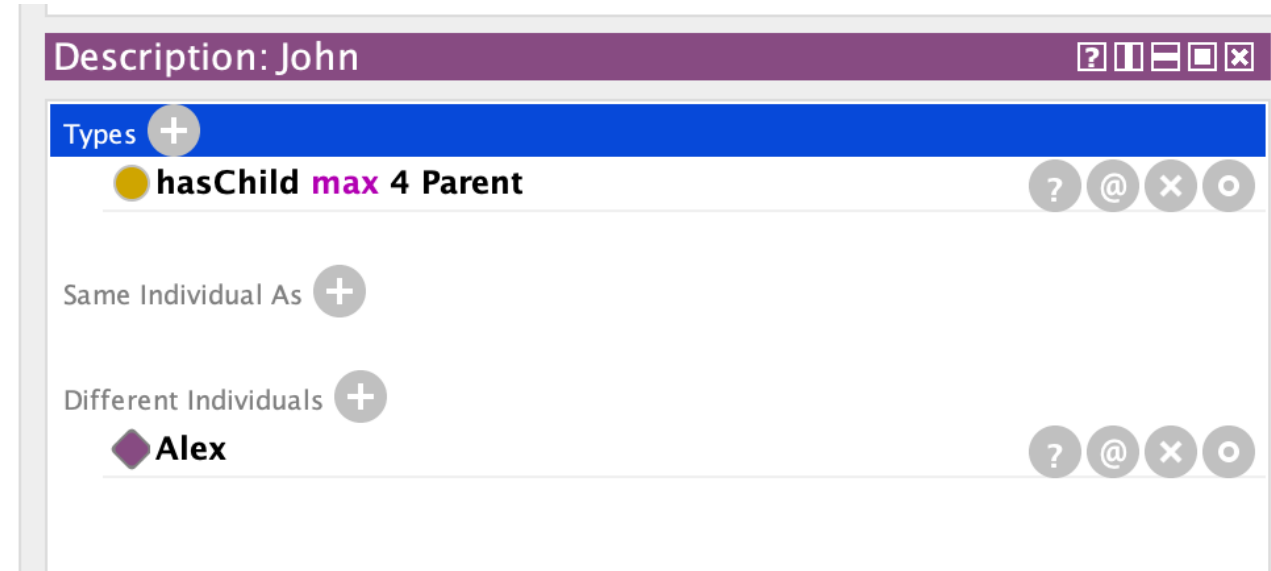 Description: John
Types
hasChild max 4 Parent
Same Individual As
Different Individuals
Alex